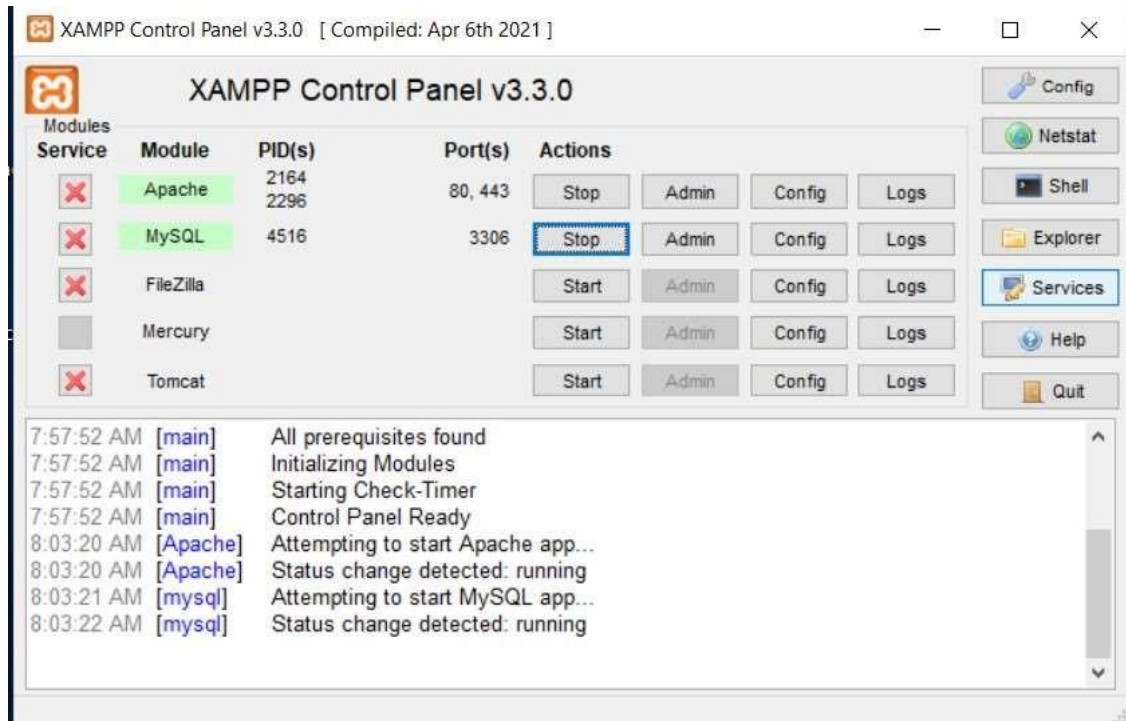 XAMPP Control Panel v3.3.0 [ Compiled: Apr 6th 2021 ]
XAMPP Control Panel v3.3.0
Config
Modules
Service Module PID(s) Port(s) Actions
Netstat
Apache 2164 2296 80, 443 Stop Admin Config Logs
Shell
MySQL 4516 3306 Stop Admin Config Logs
Explorer
FileZilla Start Admin Config Logs
Services
Mercury Start Admin Config Logs
Help
Tomcat Start Admin Config Logs
Quit
7:57:52 AM [main] All prerequisites found
7:57:52 AM [main] Initializing Modules
7:57:52 AM [main] Starting Check-Timer
7:57:52 AM [main] Control Panel Ready
8:03:20 AM [Apache] Attempting to start Apache app...
8:03:20 AM [Apache] Status change detected: running
8:03:21 AM [mysql] Attempting to start MySQL app...
8:03:22 AM [mysql] Status change detected: running